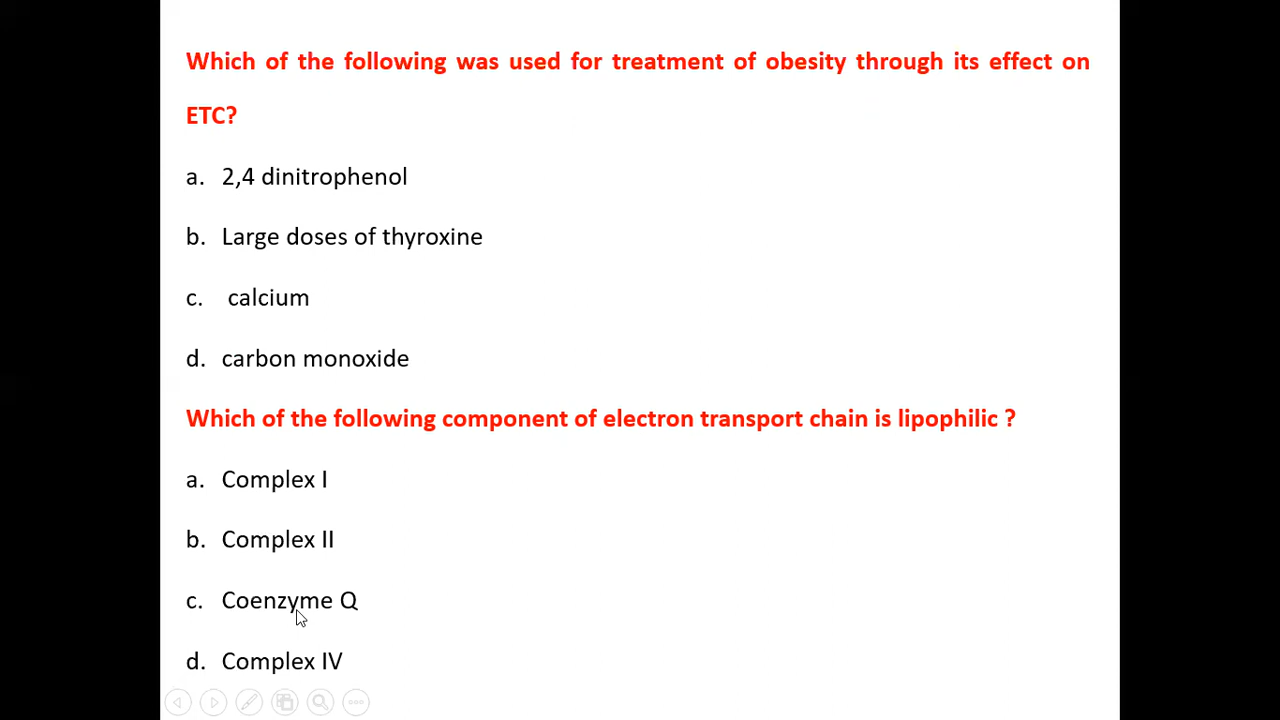 Which of the following was used for treatment of obesity through its effect on
ETC?
a. 2,4 dinitrophenol
b. Large doses of thyroxine
c. calcium
d. carbon monoxide
Which of the following component of electron transport chain is lipophilic ?
a. Complex I
b. Complex II
c. Coenzyme Q
d. Complex IV